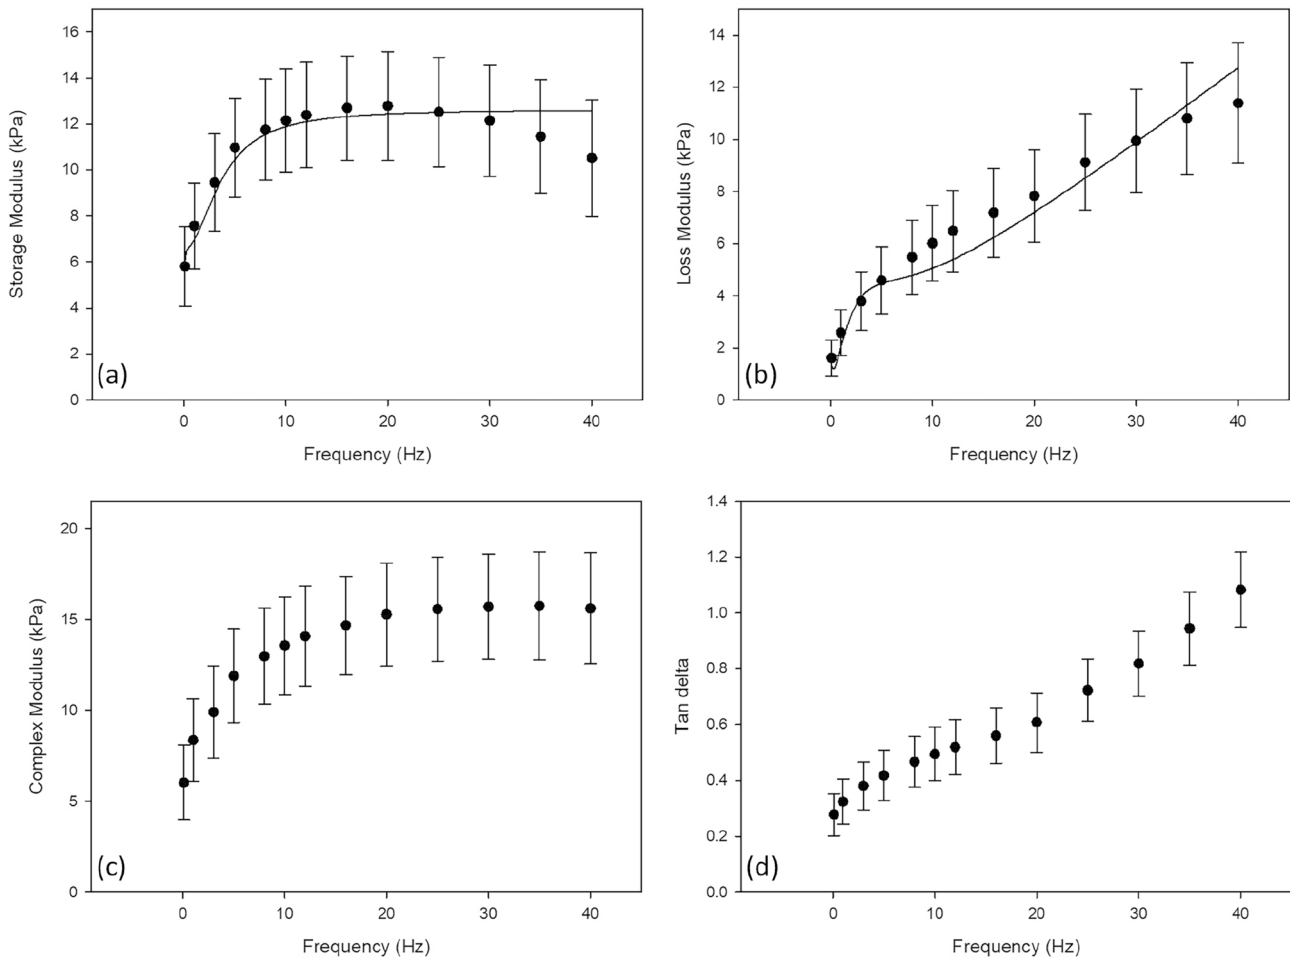 16
14
12
10
8
6
4
2
0
Storage Modulus (kPa)
(a)
0 10 20 30 40
Frequency (Hz)
14
12
10
8
6
4
2
0
Loss Modulus (kPa)
(b)
0 10 20 30 40
Frequency (Hz)
20
15
10
5
0
Complex Modulus (kPa)
(c)
0 10 20 30 40
Frequency (Hz)
1.4
1.2
1.0
0.8
0.6
0.4
0.2
0.0
Tan delta
(d)
0 10 20 30 40
Frequency (Hz)